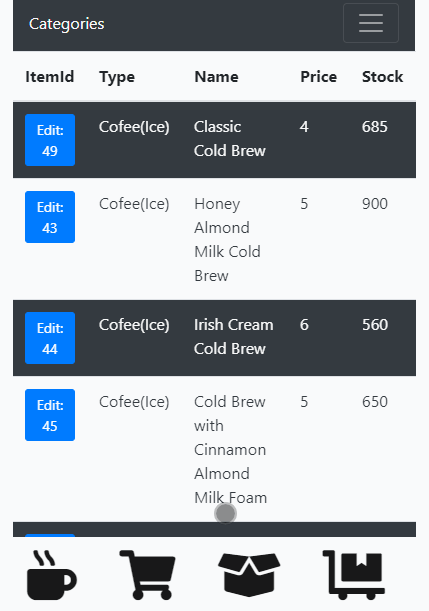 Categories
ItemId Type Name Price Stock
Edit: 49 Cofee(Ice) Classic Cold Brew 4 685
Edit: 43 Cofee(Ice) Honey Almond Milk Cold Brew 5 900
Edit: 44 Cofee(Ice) Irish Cream Cold Brew 6 560
Edit: 45 Cofee(Ice) Cold Brew with Cinnamon Almond Milk Foam 5 650